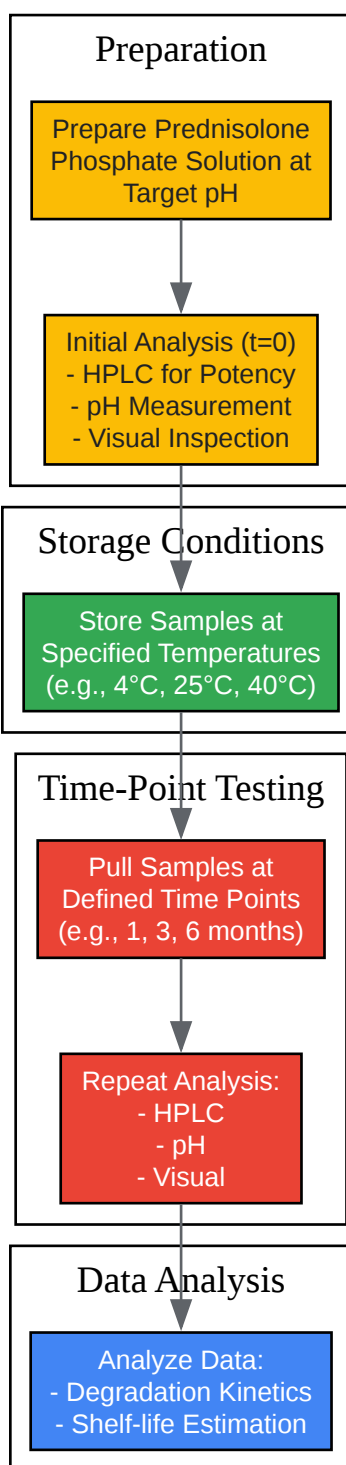 Preparation
Prepare Prednisolone
Phosphate Solution at
Target pH
Initial Analysis (t=0)
- HPLC for Potency
- pH Measurement
- Visual Inspection
Storage Conditions
Store Samples at
Specified Temperatures
(e.g., 4°C, 25°C, 40°C)
Time-Point Testing
Pull Samples at
Defined Time Points
(e.g., 1, 3, 6 months)
Repeat Analysis:
- HPLC
- pH
- Visual
Data Analysis
Analyze Data:
- Degradation Kinetics
- Shelf-life Estimation